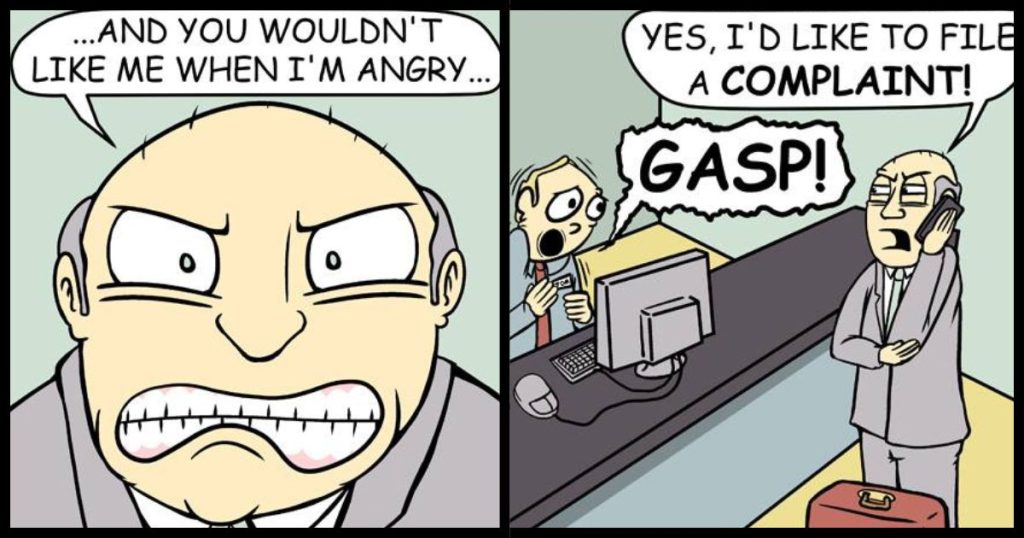 ...AND YOU WOULDN'T
LIKE ME WHEN I'M ANGRY...
YES, I'D LIKE TO FILE
A COMPLAINT!
GASP!